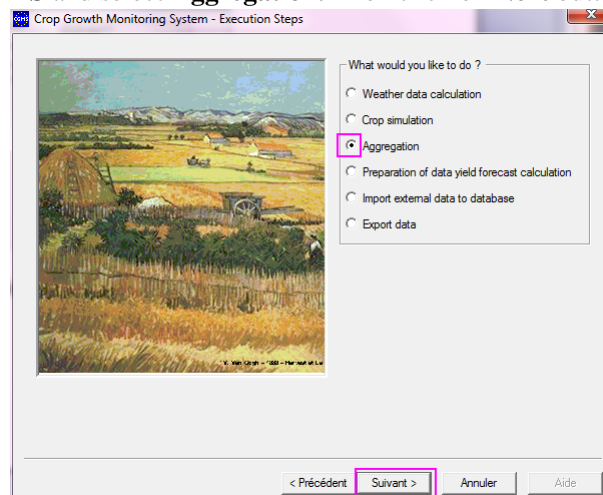 CGMS
Crop Growth Monitoring System - Execution Steps
What would you like to do ?
Weather data calculation
Crop simulation
Aggregation
Preparation of data yield forecast calculation
Import external data to database
Export data
< Précédent
Suivant >
Annuler
Aide